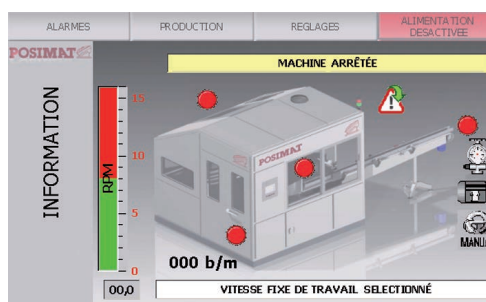 ALARMES
PRODUCTION
REGLAGES
ALIMENTATION
DESACTIVEE
POSIMAT
MACHINE ARRÊTÉE
INFORMATION
RPM
15
10
5
0
POSIMAT
000 b/m
MANU
00,0
VITESSE FIXE DE TRAVAIL SELECTIONNÉ